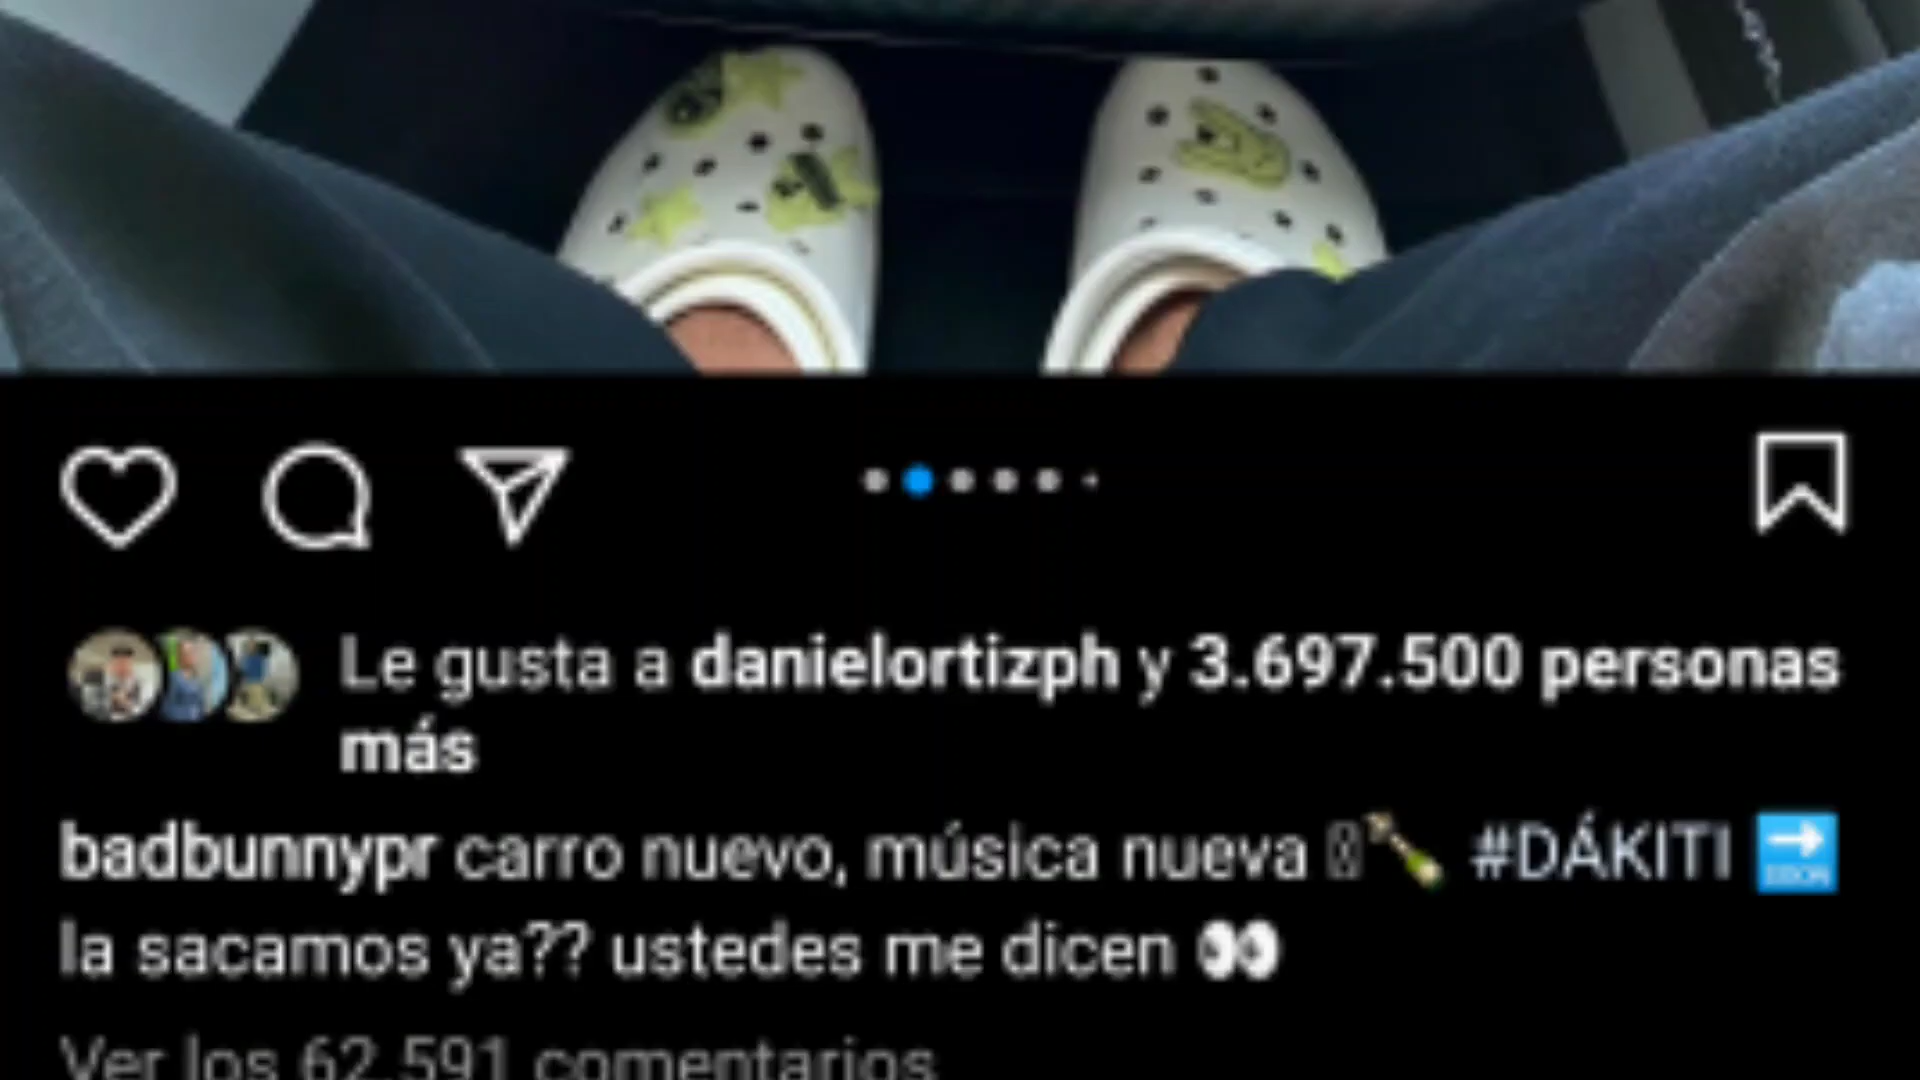 Le gusta a danielortizph y 3.697.500 personas
más
badbunnypr carro nuevo, música nueva 🍾 #DÁKITI 🔜
la sacamos ya?? ustedes me dicen 👀
Ver los 62.591 comentarios